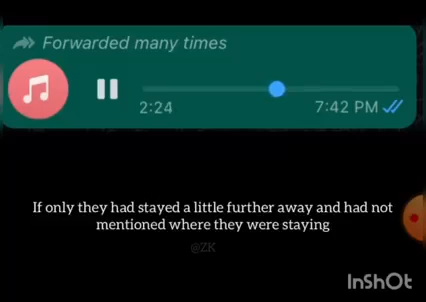 Forwarded many times
2:24
7:42 PM
If only they had stayed a little further away and had not
mentioned where they were staying
@ZK
InShOt